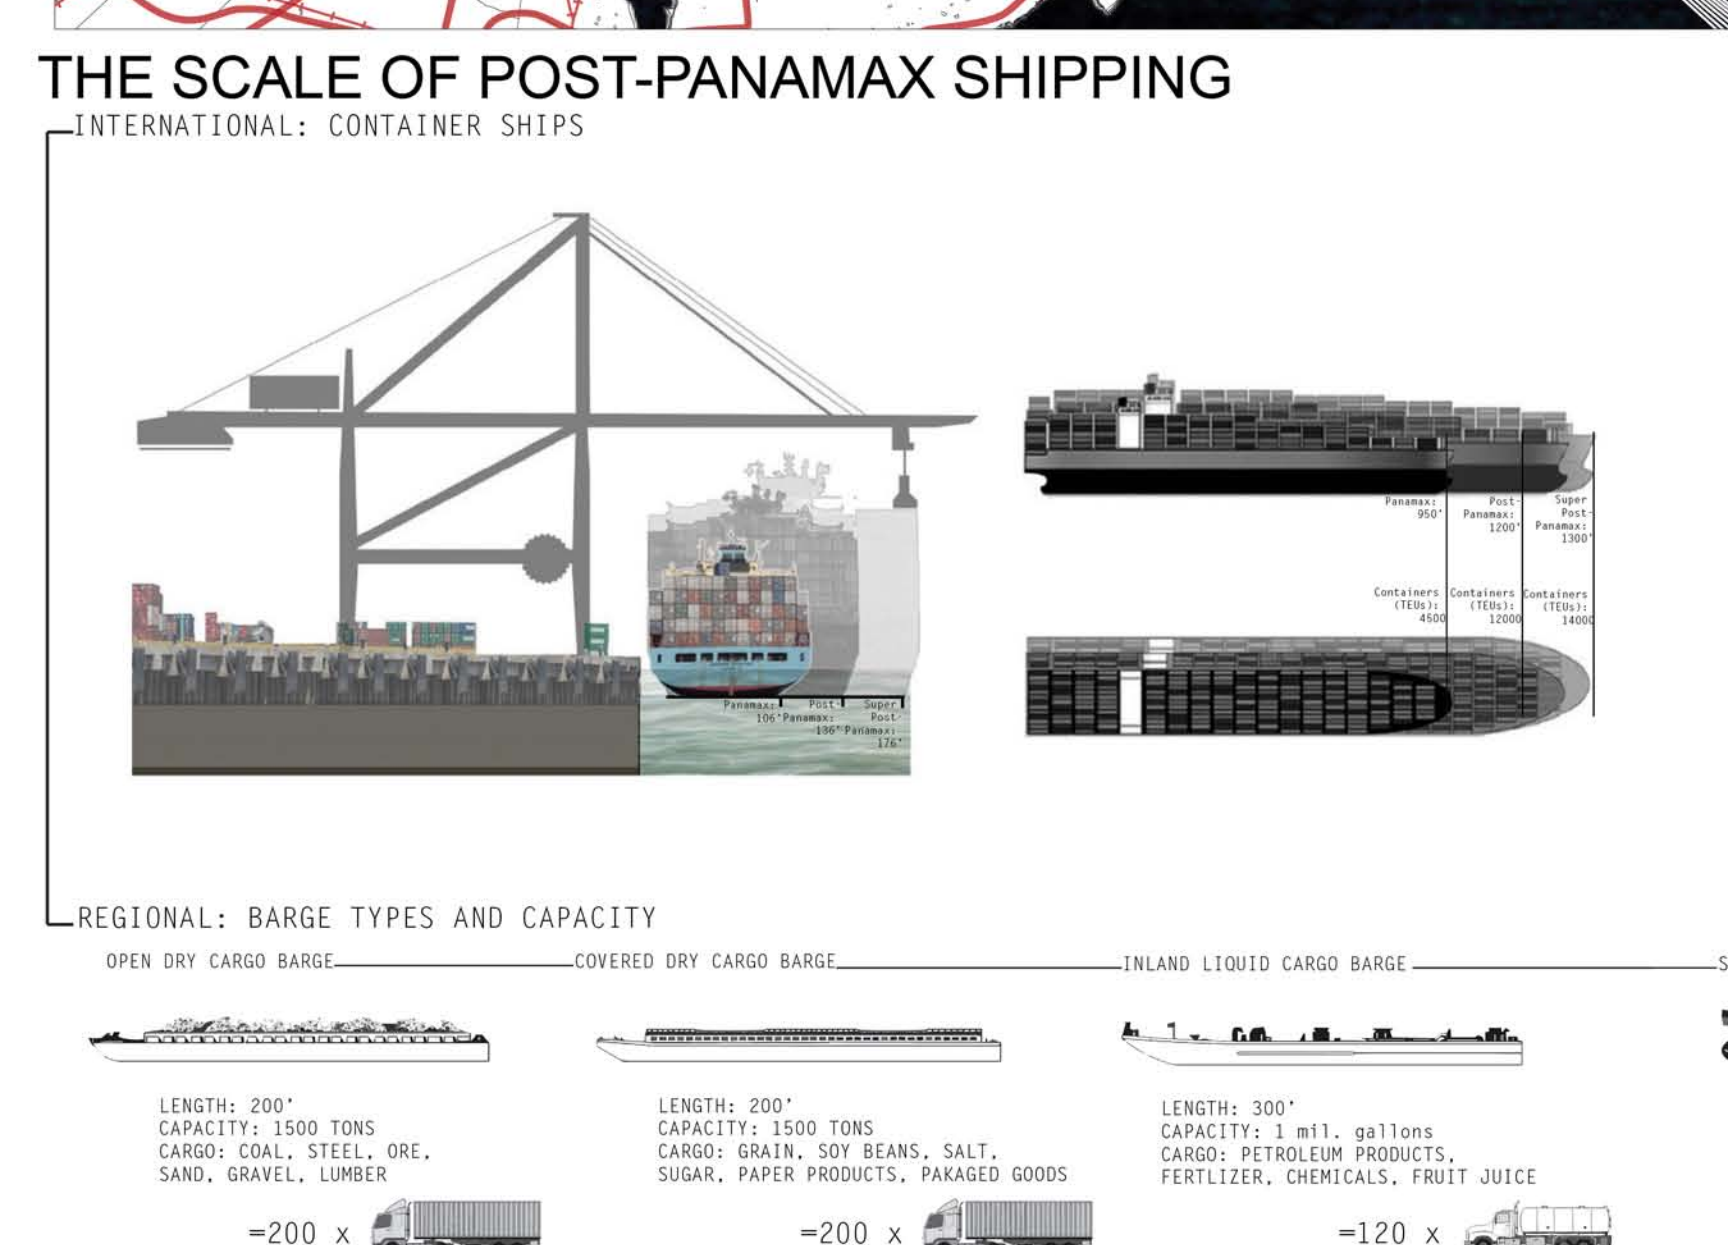 THE SCALE OF POST-PANAMAX SHIPPING
INTERNATIONAL: CONTAINER SHIPS
Panamax:
950'
Post-
Panamax:
1200'
Super
Post-
Panamax:
1300'
Containers
(TEUs):
4500
Containers
(TEUs):
12000
Containers
(TEUs):
14000
Panamax:
106'
Post-
Panamax:
136'
Super
Post-
Panamax:
176'
REGIONAL: BARGE TYPES AND CAPACITY
OPEN DRY CARGO BARGE
LENGTH: 200'
CAPACITY: 1500 TONS
CARGO: COAL, STEEL, ORE,
SAND, GRAVEL, LUMBER
=200 x
COVERED DRY CARGO BARGE
LENGTH: 200'
CAPACITY: 1500 TONS
CARGO: GRAIN, SOY BEANS, SALT,
SUGAR, PAPER PRODUCTS, PAKAGED GOODS
=200 x
INLAND LIQUID CARGO BARGE
LENGTH: 300'
CAPACITY: 1 mil. gallons
CARGO: PETROLEUM PRODUCTS,
FERTLIZER, CHEMICALS, FRUIT JUICE
=120 x